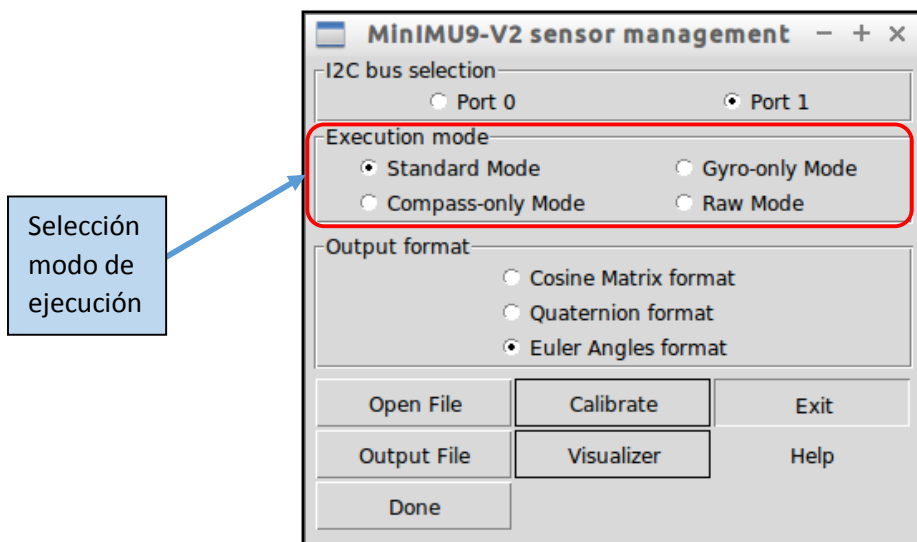 MinIMU9-V2 sensor management
I2C bus selection
Port 0 Port 1
Execution mode
Standard Mode Gyro-only Mode
Compass-only Mode Raw Mode
Selección
modo de
ejecución
Output format
Cosine Matrix format
Quaternion format
Euler Angles format
Open File Calibrate Exit
Output File Visualizer Help
Done